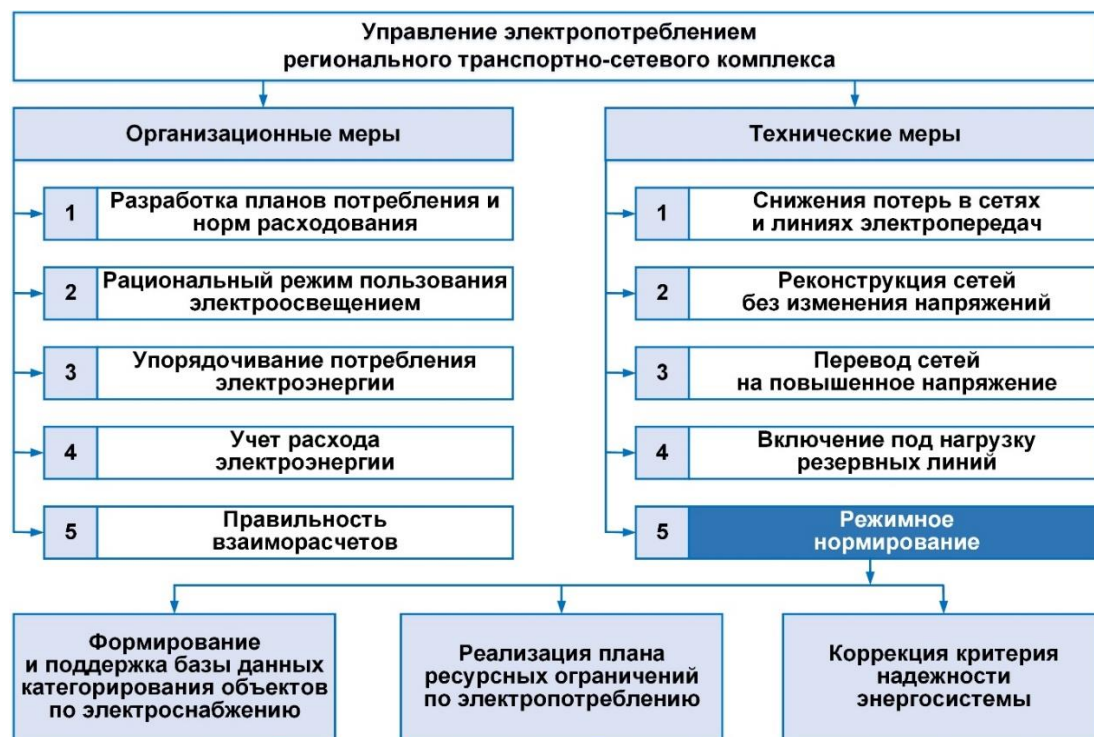 Управление электропотреблением
регионального транспортно-сетевого комплекса
Организационные меры
1
Разработка планов потребления и
норм расходования
2
Рациональный режим пользования
электроосвещением
3
Упорядочивание потребления
электроэнергии
4
Учет расхода
электроэнергии
5
Правильность
взаиморасчетов
Технические меры
1
Снижения потерь в сетях
и линиях электропередач
2
Реконструкция сетей
без изменения напряжений
3
Перевод сетей
на повышенное напряжение
4
Включение под нагрузку
резервных линий
5
Режимное
нормирование
Формирование
и поддержка базы данных
категорирования объектов
по электроснабжению
Реализация плана
ресурсных ограничений
по электропотреблению
Коррекция критерия
надежности
энергосистемы